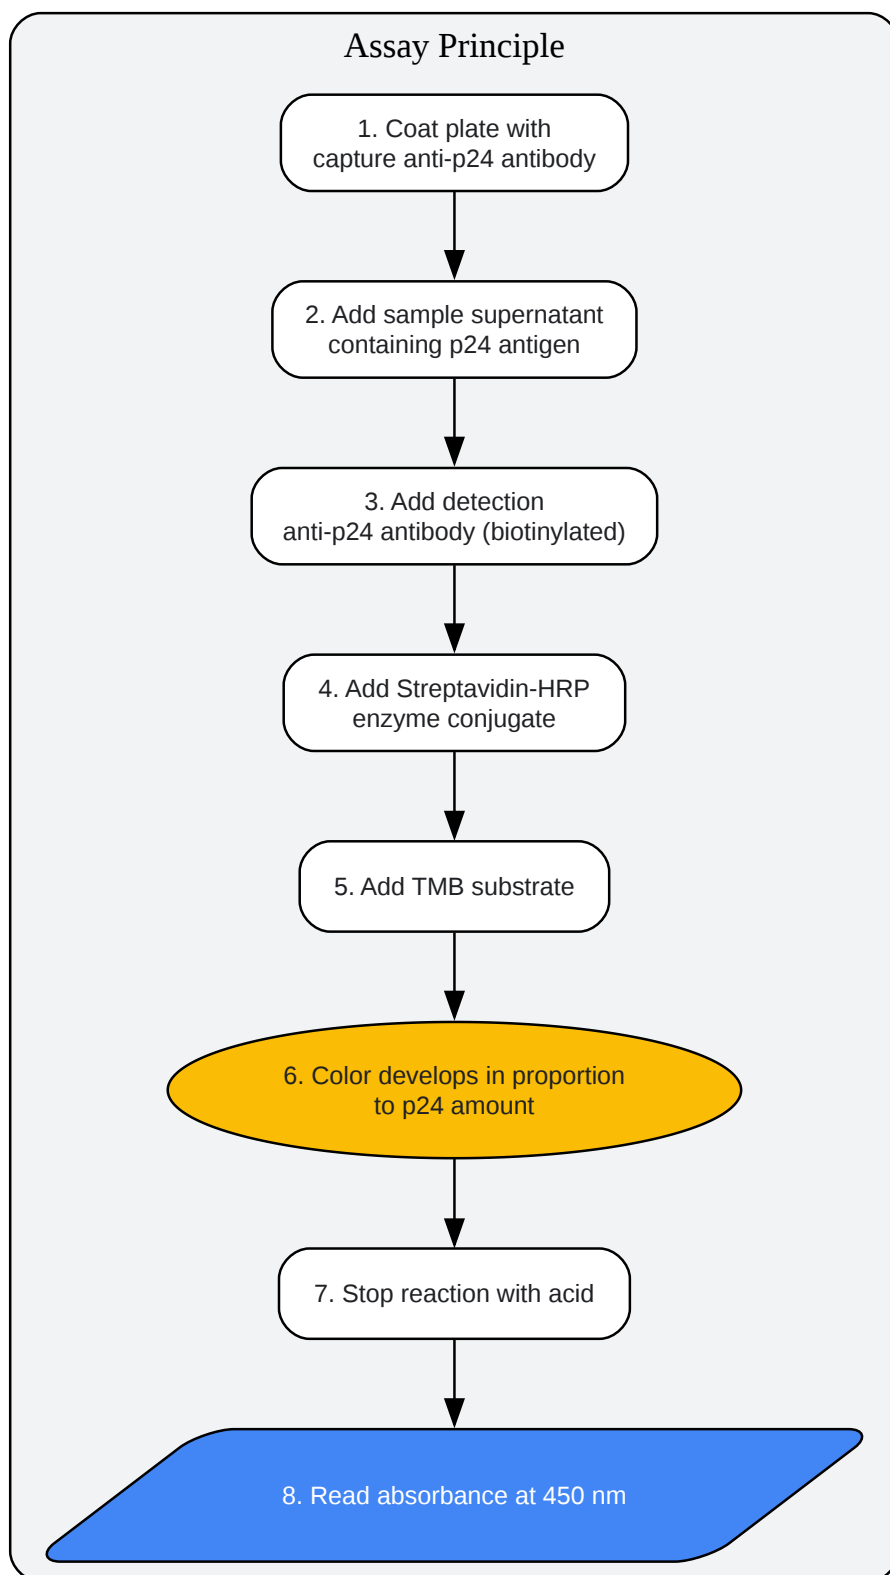 Assay Principle
1. Coat plate with
capture anti-p24 antibody
2. Add sample supernatant
containing p24 antigen
3. Add detection
anti-p24 antibody (biotinylated)
4. Add Streptavidin-HRP
enzyme conjugate
5. Add TMB substrate
6. Color develops in proportion
to p24 amount
7. Stop reaction with acid
8. Read absorbance at 450 nm